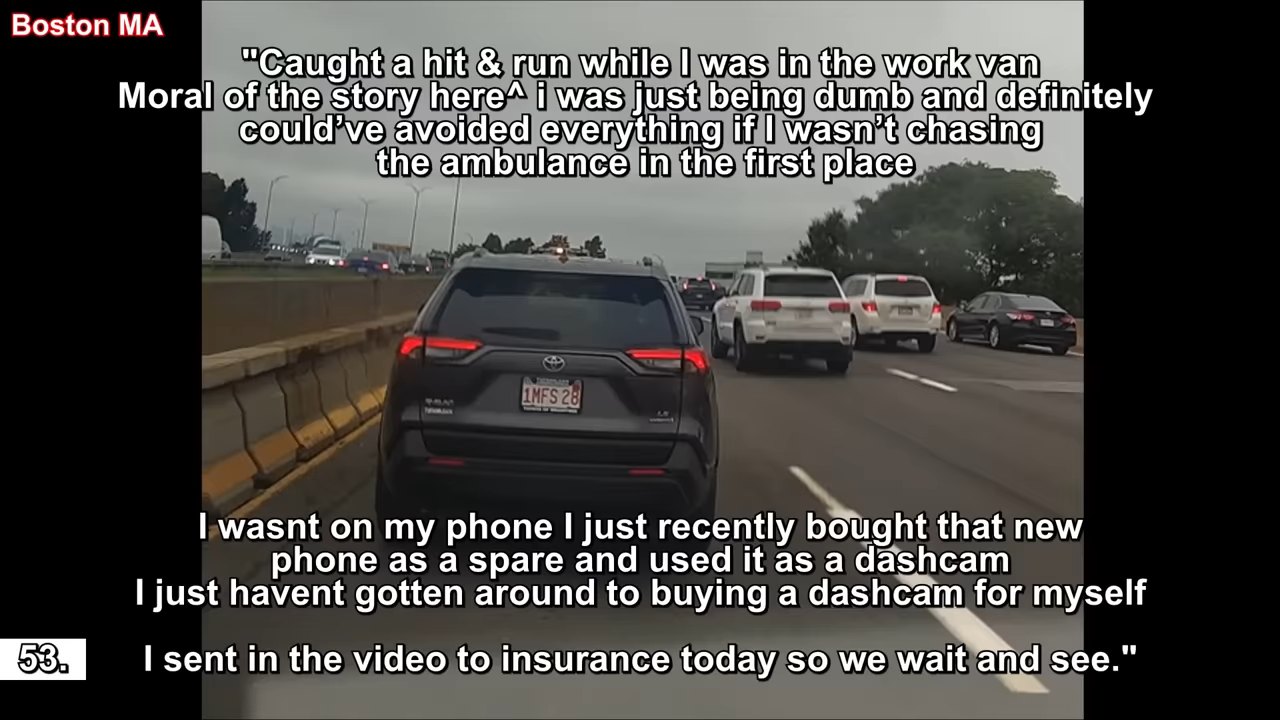 Boston MA
"Caught a hit & run while I was in the work van
Moral of the story here^ i was just being dumb and definitely
could’ve avoided everything if I wasn’t chasing
the ambulance in the first place
1MFS 28
I wasnt on my phone I just recently bought that new
phone as a spare and used it as a dashcam
I just havent gotten around to buying a dashcam for myself
53.
I sent in the video to insurance today so we wait and see."